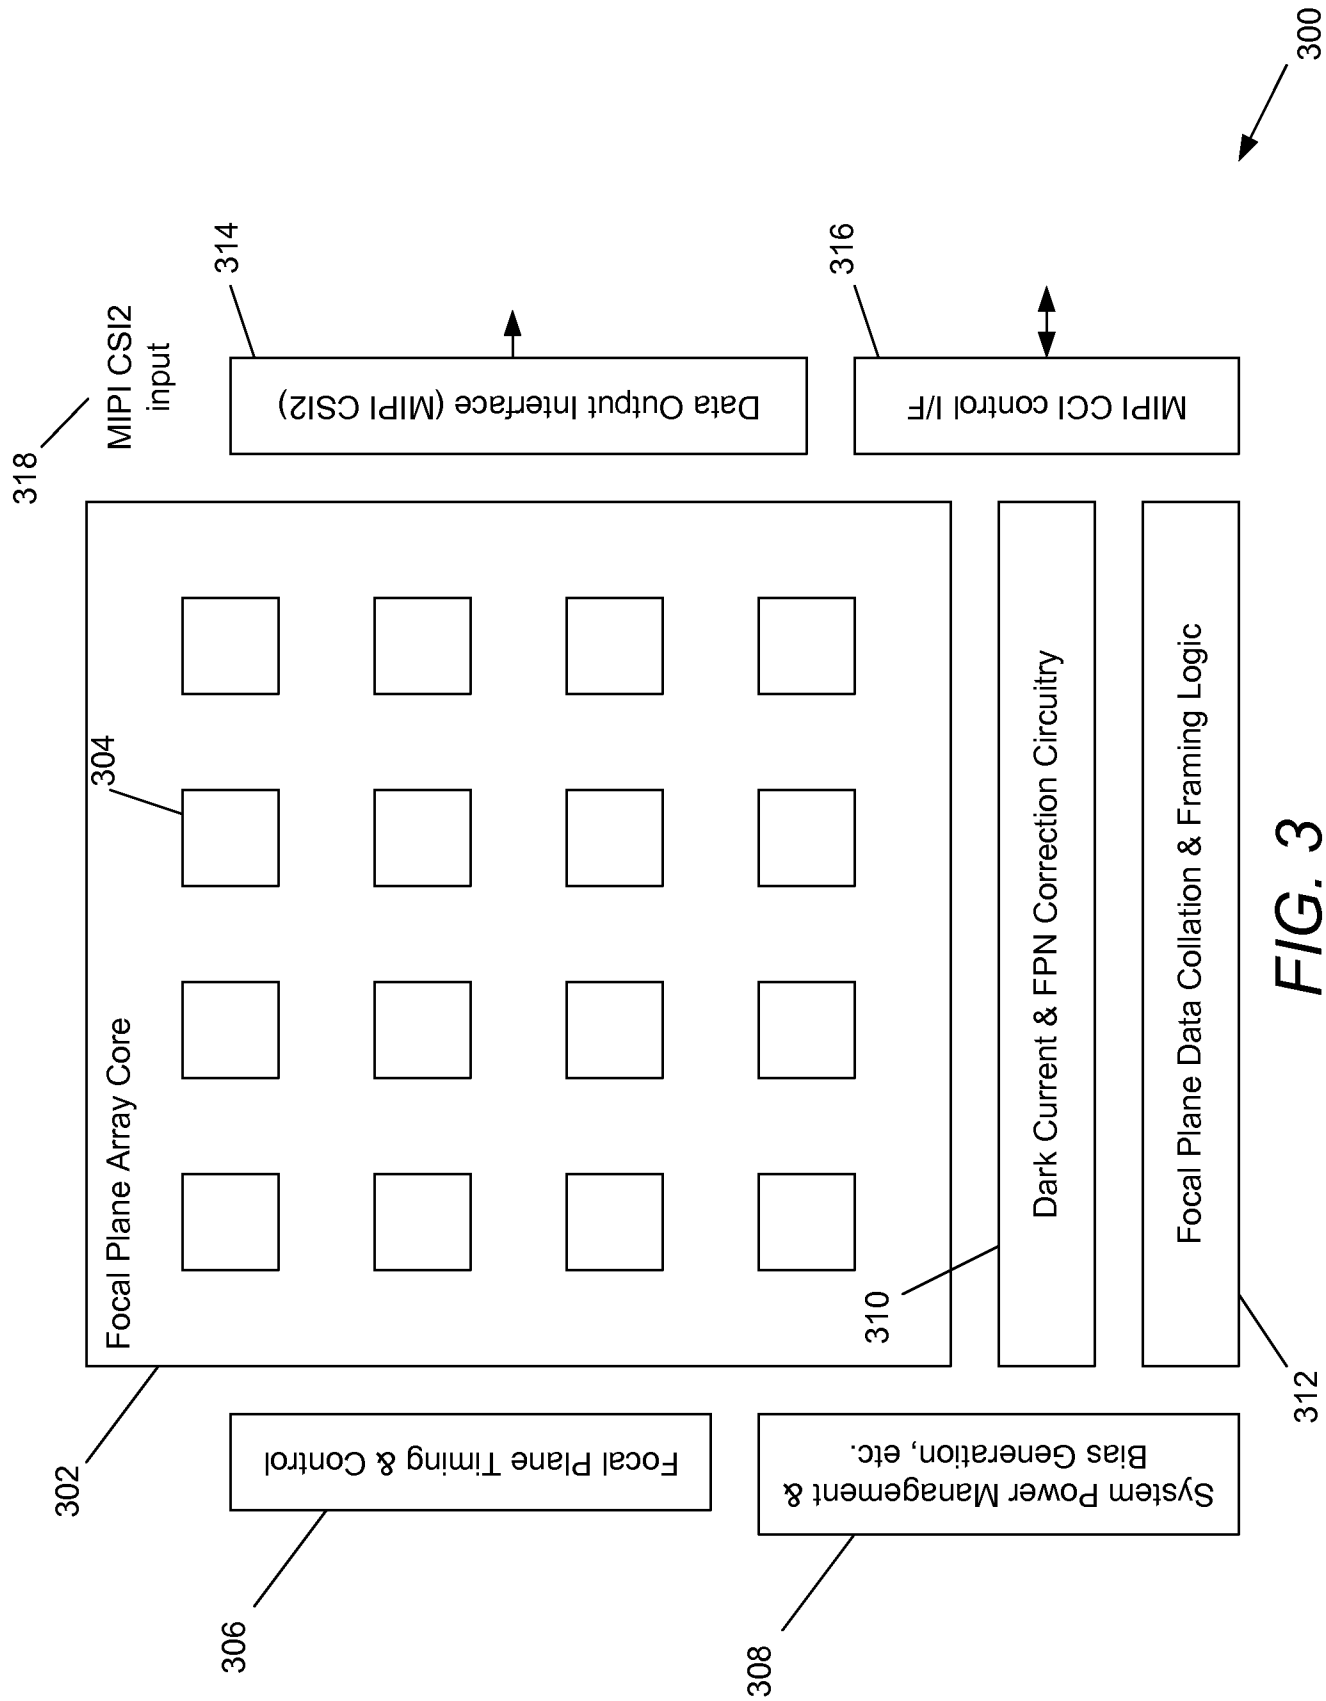 318
MIPI CSI2
input
302
Focal Plane Array Core
304
314
306
Focal Plane Timing & Control
Data Output Interface (MIPI CSI2)
308
System Power Management &
Bias Generation, etc.
316
MIPI CCI control I/F
310
Dark Current & FPN Correction Circuitry
312
Focal Plane Data Collation & Framing Logic
300
FIG. 3